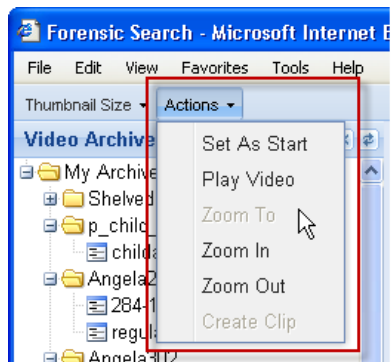 Forensic Search - Microsoft Internet E
File Edit View Favorites Tools Help
Thumbnail Size Actions
Video Archive
Set As Start
My Archive
Play Video
Shelved
Zoom To
p_child
Zoom In
childa
Angela2
Zoom Out
284-1
Create Clip
regula
Angela302